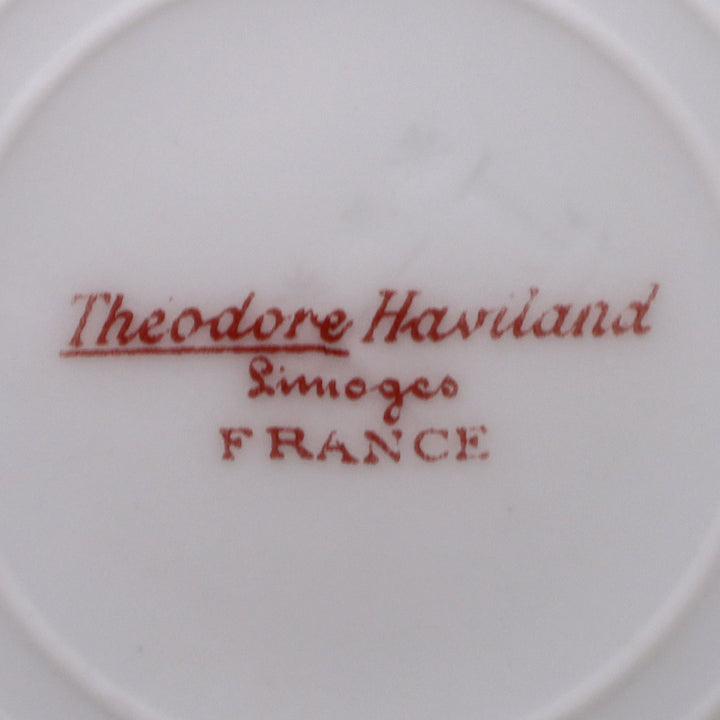 Theodore Haviland
Limoges
FRANCE